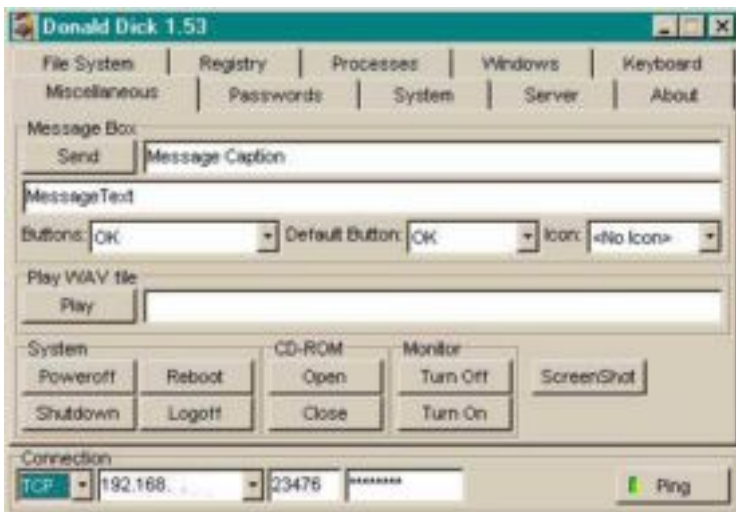 Donald Dick 1.53
File System Registry Processes Windows Keyboard
Miscellaneous Passwords System Server About
Message Box
Send Message Caption
MessageText
Buttons: OK Default Button: OK Icon: <No Icon>
Play WAV file
Play
System CD-ROM Monitor
Poweroff Reboot Open Turn Off ScreenShot
Shutdown Logoff Close Turn On
Connection
TCP 192.168. 23476 ******** Ping